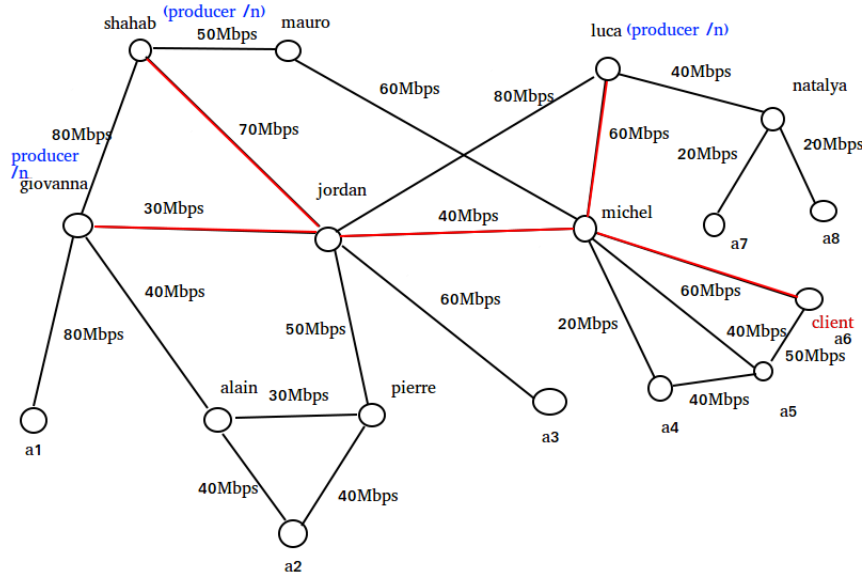 (producer /n)
shahab
mauro
50Mbps
luca (producer /n)
40Mbps
natalya
60Mbps
80Mbps
80Mbps
70Mbps
60Mbps
20Mbps
20Mbps
producer
/n
giovanna
jordan
30Mbps
40Mbps
michel
a7
a8
60Mbps
client
a6
40Mbps
60Mbps
20Mbps
40Mbps
50Mbps
80Mbps
50Mbps
alain
30Mbps
pierre
a3
a4
40Mbps
a5
a1
40Mbps
40Mbps
a2